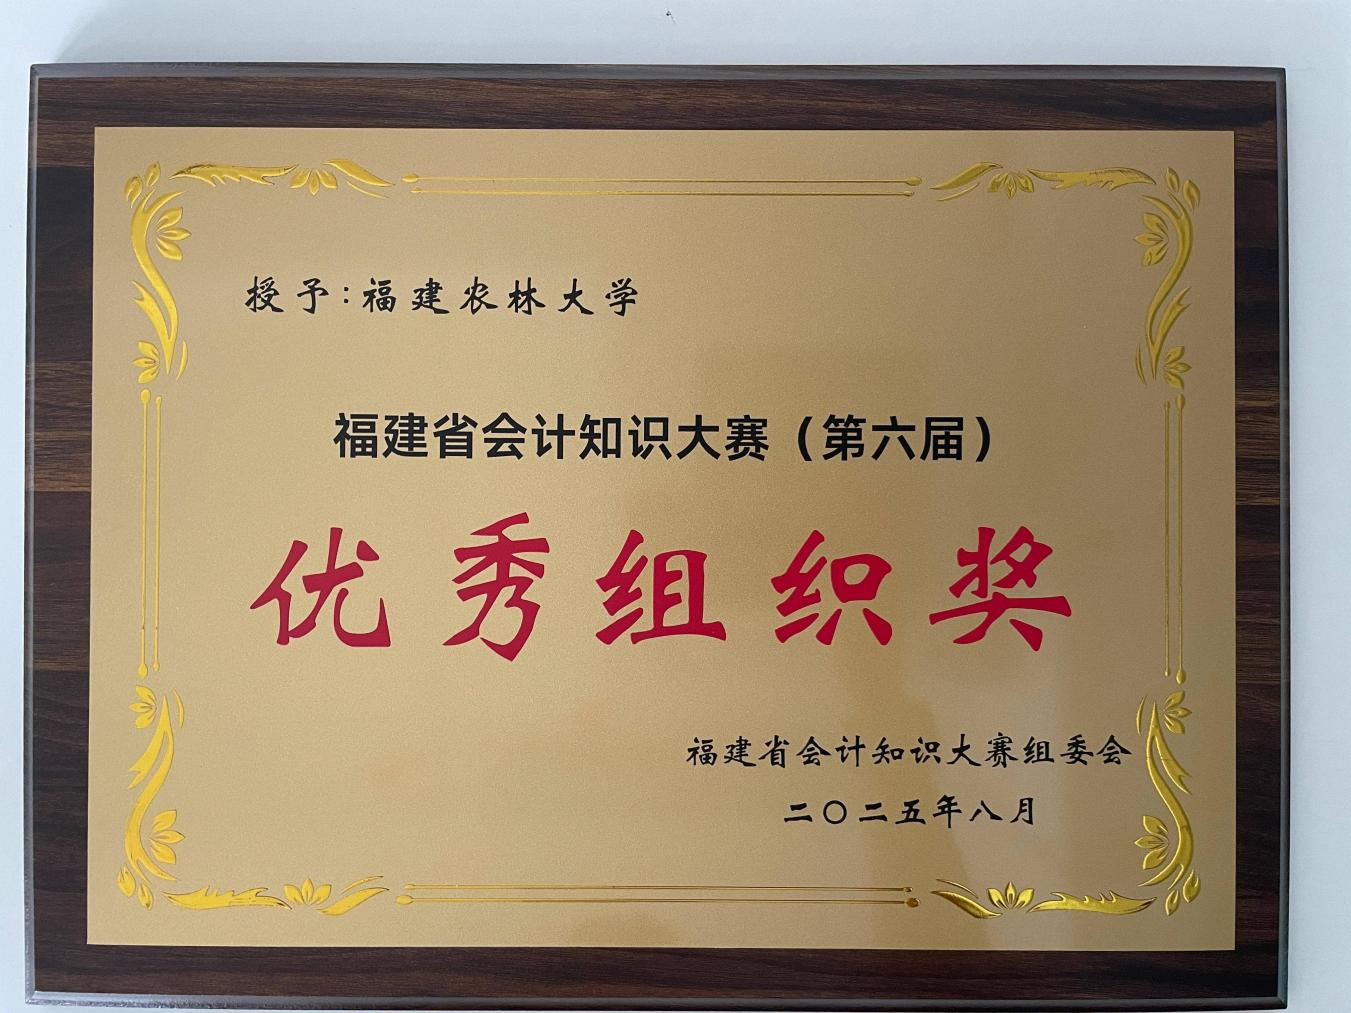 授予:福建农林大学
福建省会计知识大赛（第六届）
优秀组织奖
福建省会计知识大赛组委会
二〇二五年八月